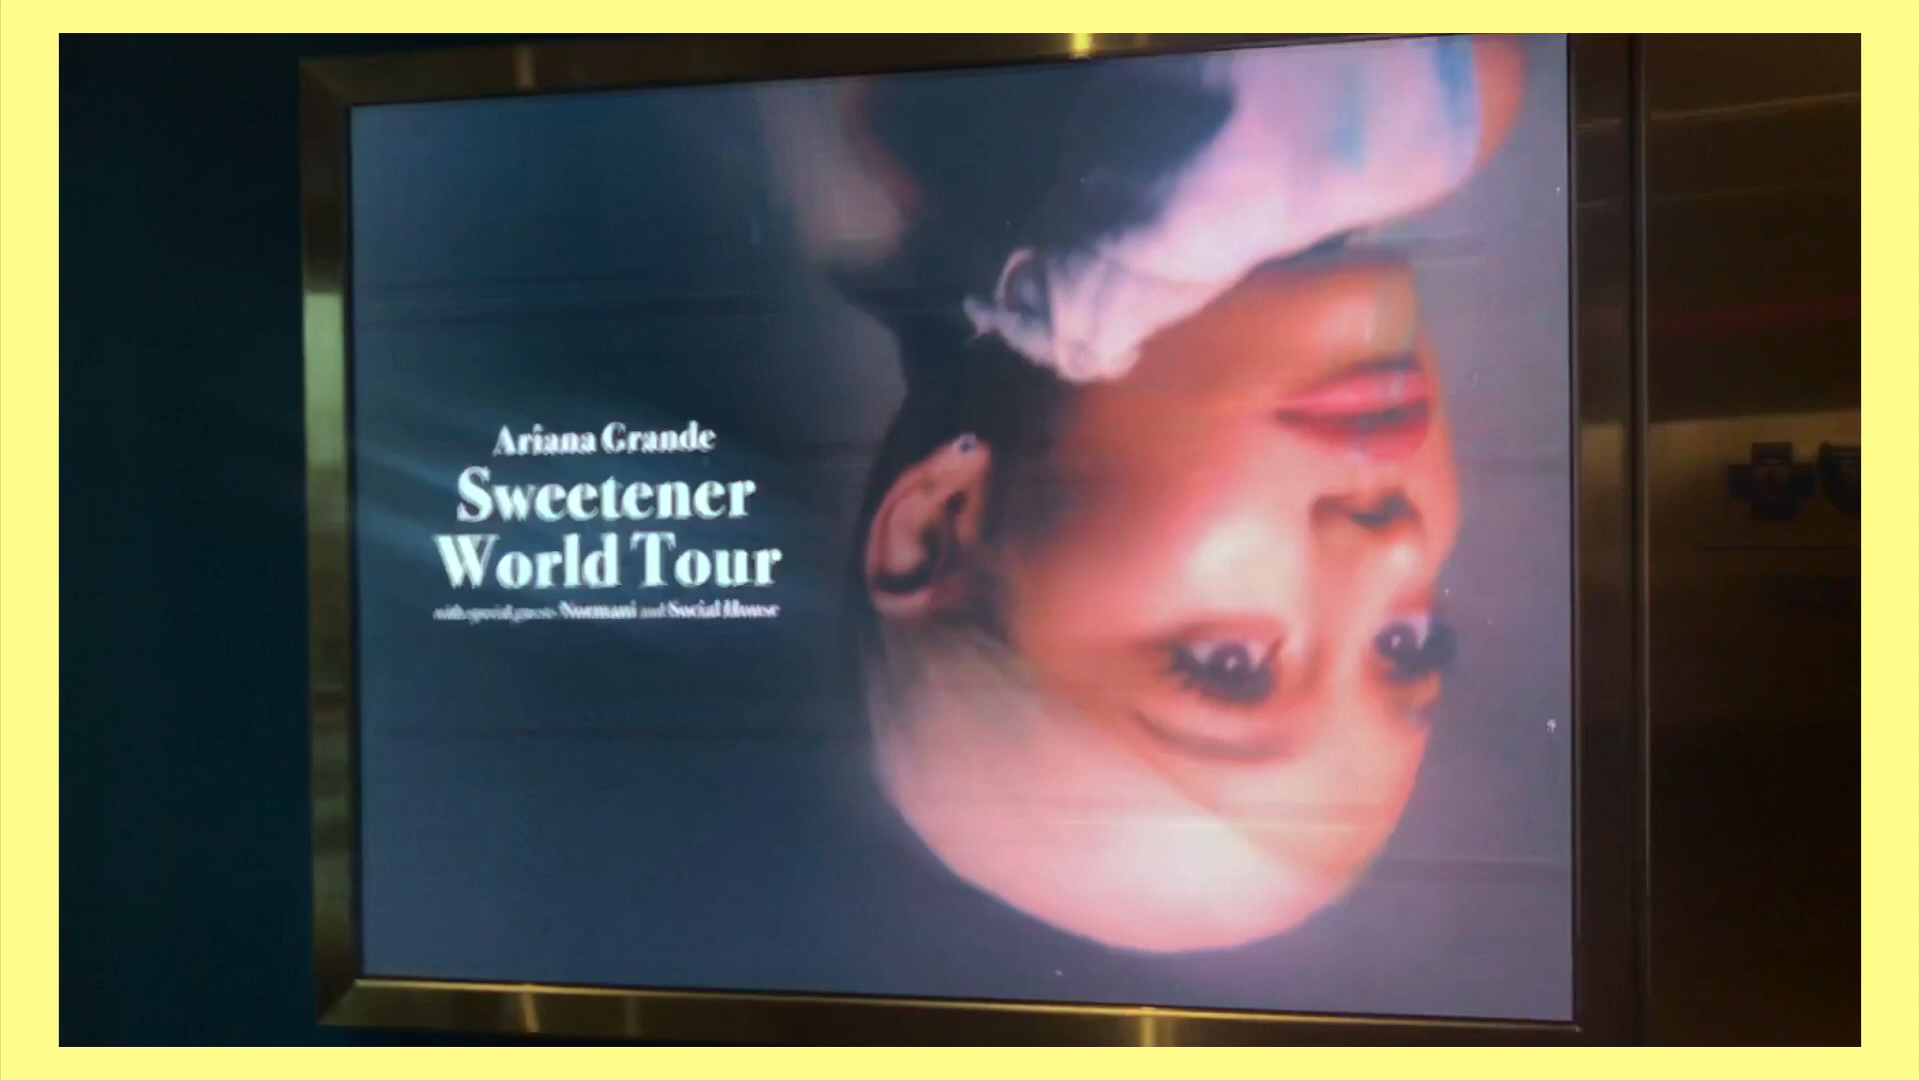 Ariana Grande
Sweetener
World Tour
with special guests Normani and Social House